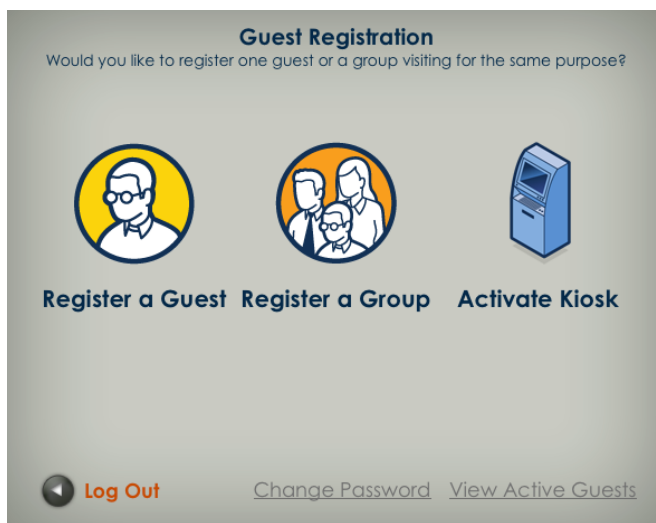 Guest Registration
Would you like to register one guest or a group visiting for the same purpose?
Register a Guest
Register a Group
Activate Kiosk
Log Out
Change Password
View Active Guests